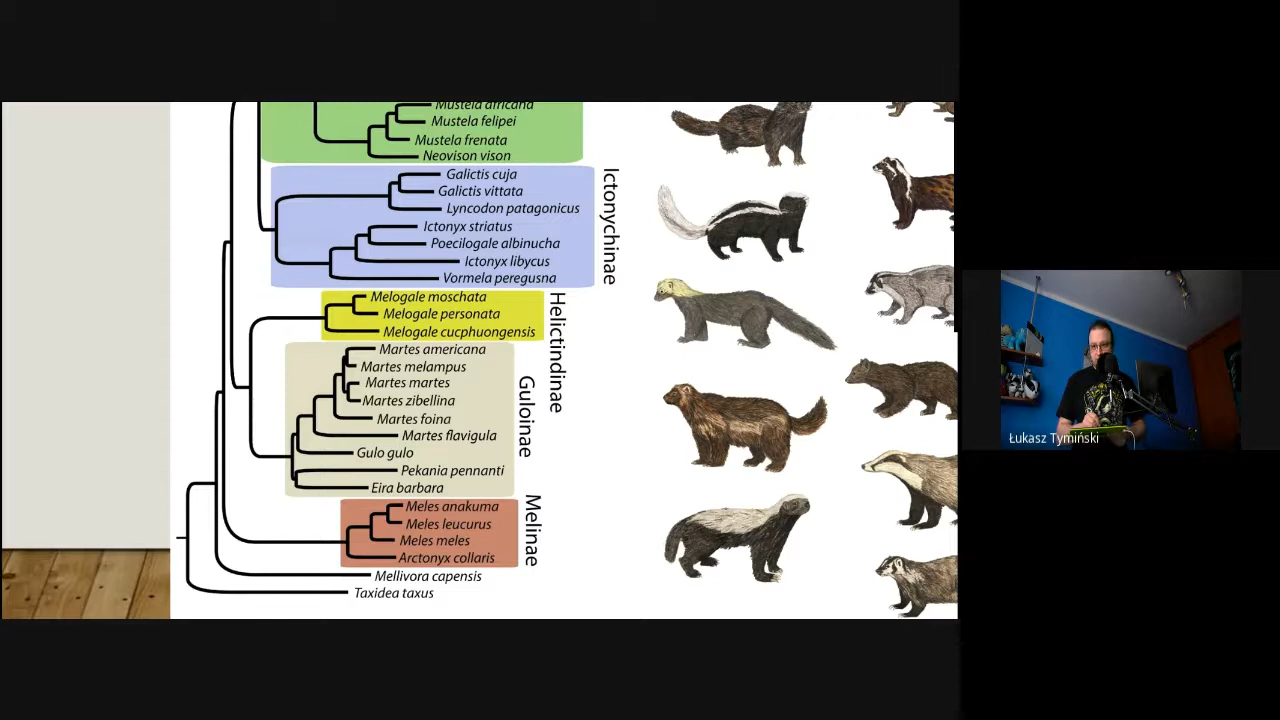 Mustela africana
Mustela felipei
Mustela frenata
Neovison vison
Galictis cuja
Galictis vittata
Lyncodon patagonicus
Ictonyx striatus
Poecilogale albinucha
Ictonyx libycus
Vormela peregusna
Ictonychinae
Melogale moschata
Melogale personata
Melogale cucphuongensis
Helictindinae
Martes americana
Martes melampus
Martes martes
Martes zibellina
Martes foina
Martes flavigula
Gulo gulo
Pekania pennanti
Eira barbara
Guloinae
Meles anakuma
Meles leucurus
Meles meles
Arctonyx collaris
Melinae
Mellivora capensis
Taxidea taxus
Łukasz Tymiński